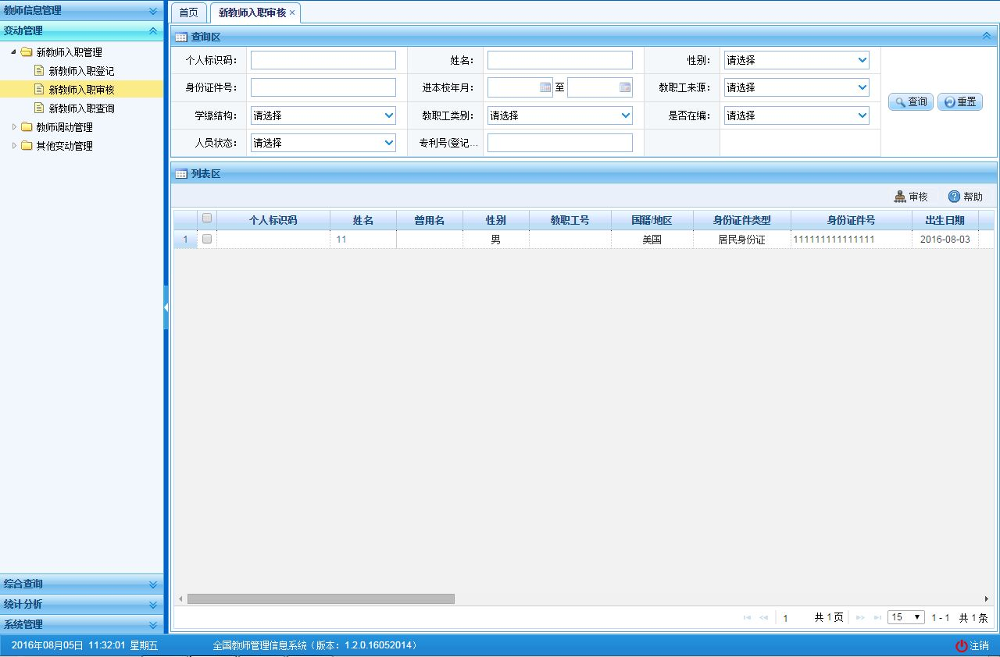 教师信息管理
变动管理
新教师入职管理
新教师入职登记
新教师入职审核
新教师入职查询
教师调动管理
其他变动管理
综合查询
统计分析
系统管理
首页 新教师入职审核 ×
查询区
个人标识码： 姓名： 性别： 请选择
身份证件号： 进本校年月： 至 教职工来源： 请选择
查询 重置
学缘结构： 请选择 教职工类别： 请选择 是否在编： 请选择
人员状态： 请选择 专利号(登记...
列表区
审核 帮助
个人标识码 姓名 曾用名 性别 教职工号 国籍/地区 身份证件类型 身份证件号 出生日期
1 11 男 美国 居民身份证 111111111111111 2016-08-03
1 共 1 页 15 1 - 1 共 1 条
2016年08月05日 11:32:01 星期五 全国教师管理信息系统（版本：1.2.0.16052014） 注销